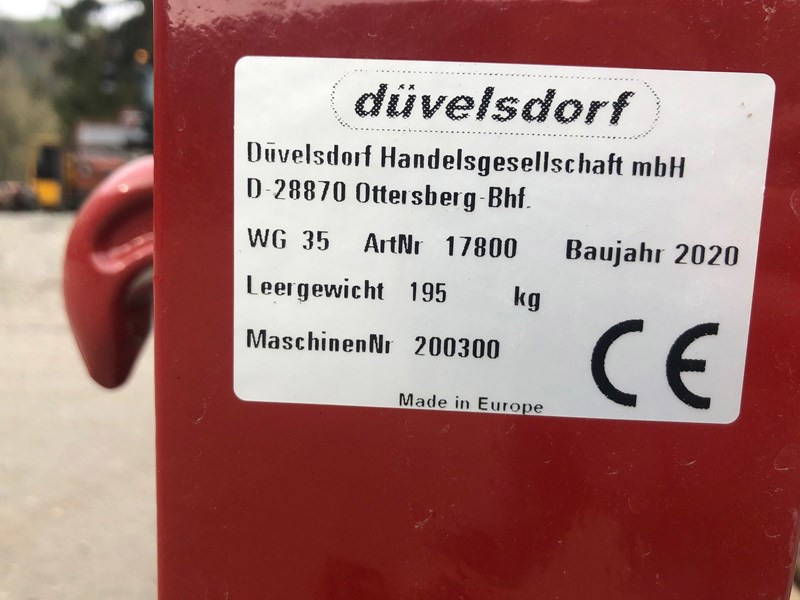 düvelsdorf
Düvelsdorf Handelsgesellschaft mbH
D-28870 Ottersberg-Bhf.
WG 35 ArtNr 17800 Baujahr 2020
Leergewicht 195 kg
MaschinenNr 200300
CE
Made in Europe